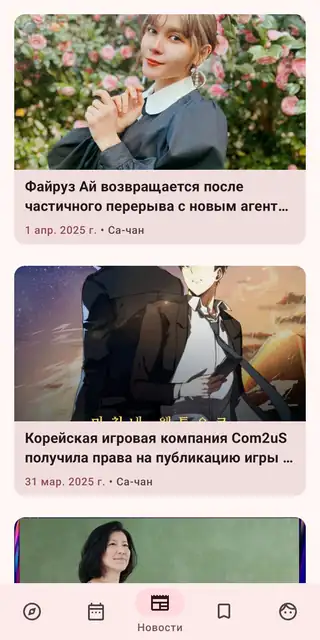 Файруз Ай возвращается после
частичного перерыва с новым агент…
1 апр. 2025 г. • Са-чан
Корейская игровая компания Com2uS
получила права на публикацию игры …
31 мар. 2025 г. • Са-чан
Новости